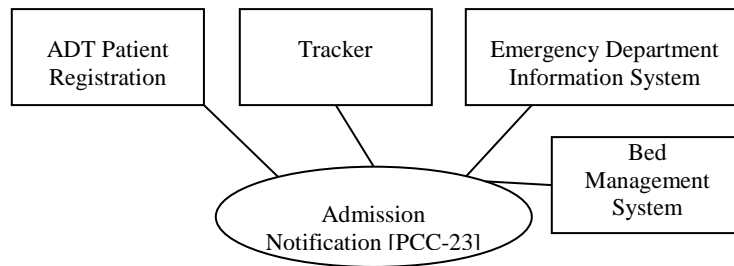 ADT Patient
Registration
Tracker
Emergency Department
Information System
Bed
Management
System
Admission
Notification [PCC-23]